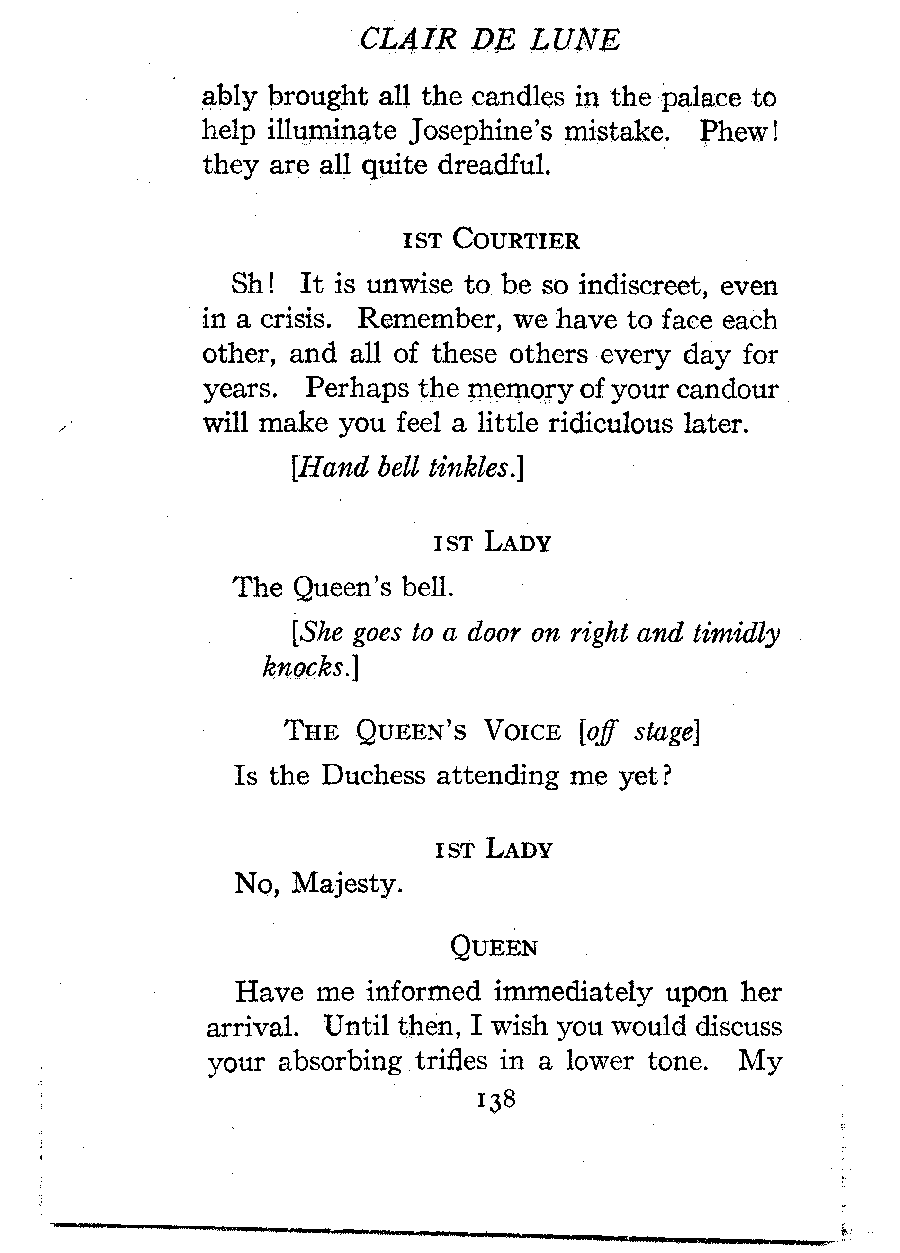 CLAIR DE LUNE
ably brought all the candles in the palace to
help illuminate Josephine's mistake. Phew!
they are all quite dreadful.
1ST COURTIER
Sh! It is unwise to be so indiscreet, even
in a crisis. Remember, we have to face each
other, and all of these others every day for
years. Perhaps the memory of your candour
will make you feel a little ridiculous later.
[Hand bell tinkles.]
1ST LADY
The Queen's bell.
[She goes to a door on right and timidly
knocks.]
THE QUEEN'S VOICE [off stage]
Is the Duchess attending me yet?
1ST LADY
No, Majesty.
QUEEN
Have me informed immediately upon her
arrival. Until then, I wish you would discuss
your absorbing trifles in a lower tone. My
138